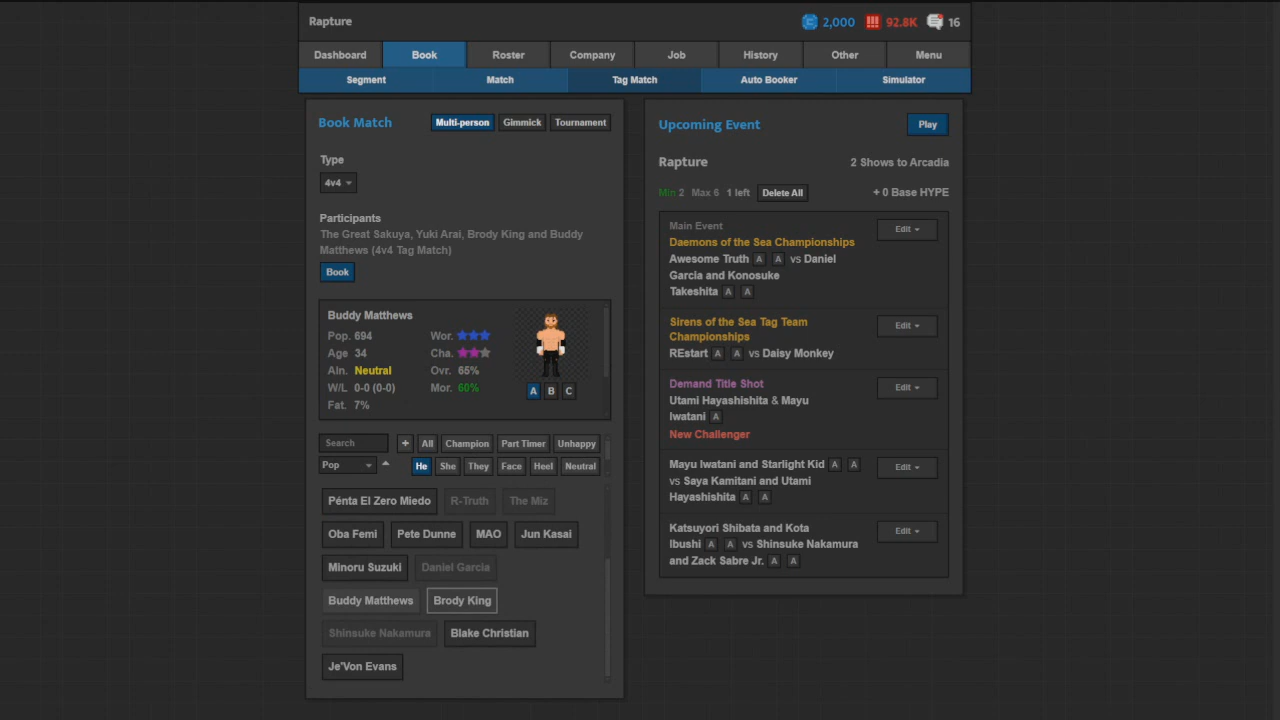 Rapture
2,000
92.8K
16
Dashboard
Book
Roster
Company
Job
History
Other
Menu
Segment
Match
Tag Match
Auto Booker
Simulator
Book Match
Multi-person
Gimmick
Tournament
Type
4v4
Participants
The Great Sakuya, Yuki Arai, Brody King and Buddy
Matthews (4v4 Tag Match)
Book
Buddy Matthews
Pop. 694
Wor.
Age 34
Cha.
Aln. Neutral
Ovr. 65%
W/L 0-0 (0-0)
Mor. 60%
Fat. 7%
A B C
Search
+
All
Champion
Part Timer
Unhappy
Pop
He
She
They
Face
Heel
Neutral
Pénta El Zero Miedo
R-Truth
The Miz
Oba Femi
Pete Dunne
MAO
Jun Kasai
Minoru Suzuki
Daniel Garcia
Buddy Matthews
Brody King
Shinsuke Nakamura
Blake Christian
Je'Von Evans
Upcoming Event
Play
Rapture
2 Shows to Arcadia
Min 2 Max 6 1 left
Delete All
+ 0 Base HYPE
Main Event
Edit
Daemons of the Sea Championships
Awesome Truth A A vs Daniel
Garcia and Konosuke
Takeshita A A
Sirens of the Sea Tag Team
Edit
Championships
REstart A A vs Daisy Monkey
Demand Title Shot
Edit
Utami Hayashishita & Mayu
Iwatani A
New Challenger
Mayu Iwatani and Starlight Kid A A
Edit
vs Saya Kamitani and Utami
Hayashishita A A
Katsuyori Shibata and Kota
Edit
Ibushi A A vs Shinsuke Nakamura
and Zack Sabre Jr. A A